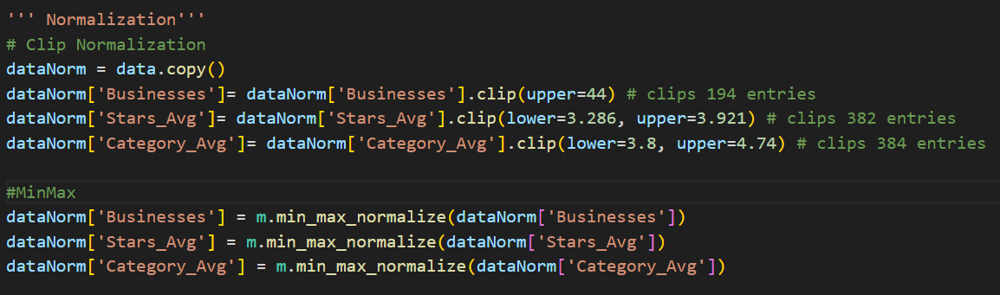 ''' Normalization'''
# Clip Normalization
dataNorm = data.copy()
dataNorm['Businesses']= dataNorm['Businesses'].clip(upper=44) # clips 194 entries
dataNorm['Stars_Avg']= dataNorm['Stars_Avg'].clip(lower=3.286, upper=3.921) # clips 382 entries
dataNorm['Category_Avg']= dataNorm['Category_Avg'].clip(lower=3.8, upper=4.74) # clips 384 entries
#MinMax
dataNorm['Businesses'] = m.min_max_normalize(dataNorm['Businesses'])
dataNorm['Stars_Avg'] = m.min_max_normalize(dataNorm['Stars_Avg'])
dataNorm['Category_Avg'] = m.min_max_normalize(dataNorm['Category_Avg'])